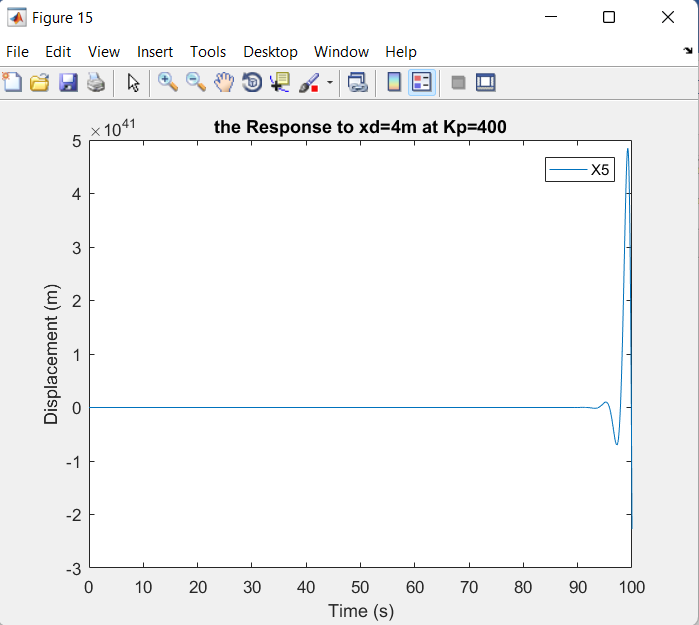 Figure 15
File Edit View Insert Tools Desktop Window Help
×10⁴¹
the Response to xd=4m at Kp=400
X5
5
4
3
2
1
0
-1
-2
-3
Displacement (m)
0 10 20 30 40 50 60 70 80 90 100
Time (s)